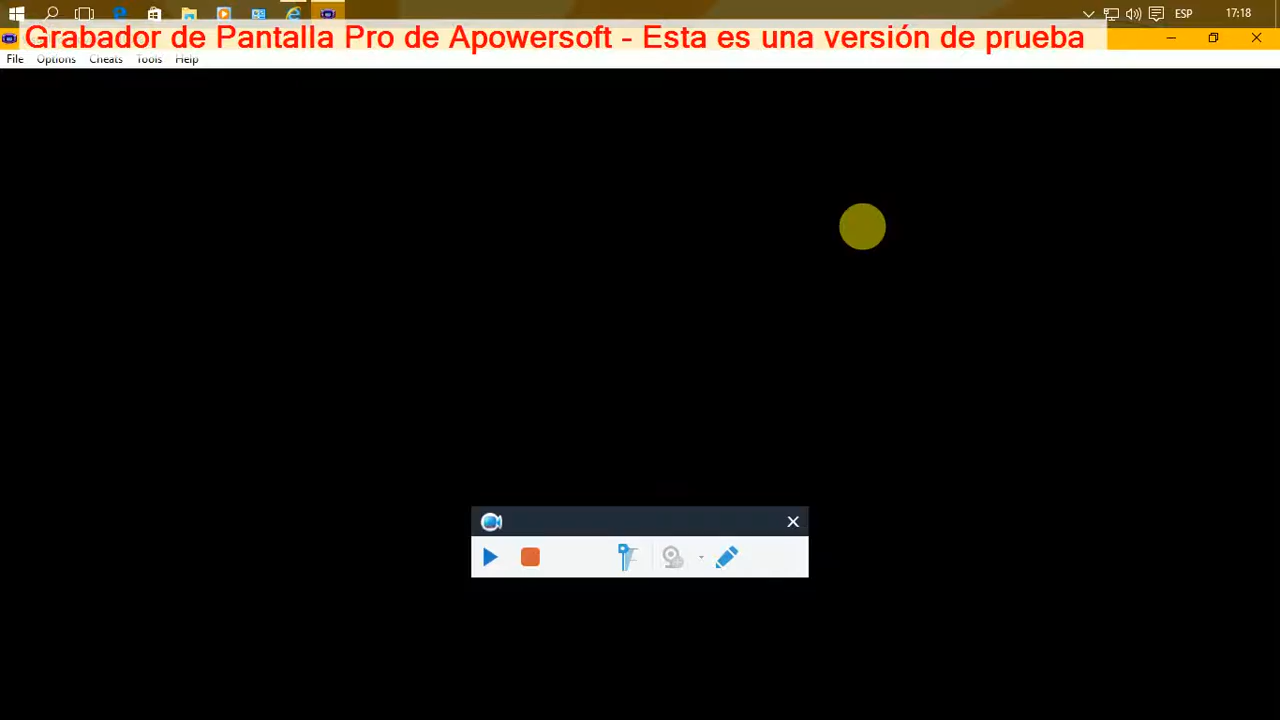 ESP 17:18
Grabador de Pantalla Pro de Apowersoft - Esta es una versión de prueba
File Options Cheats Tools Help